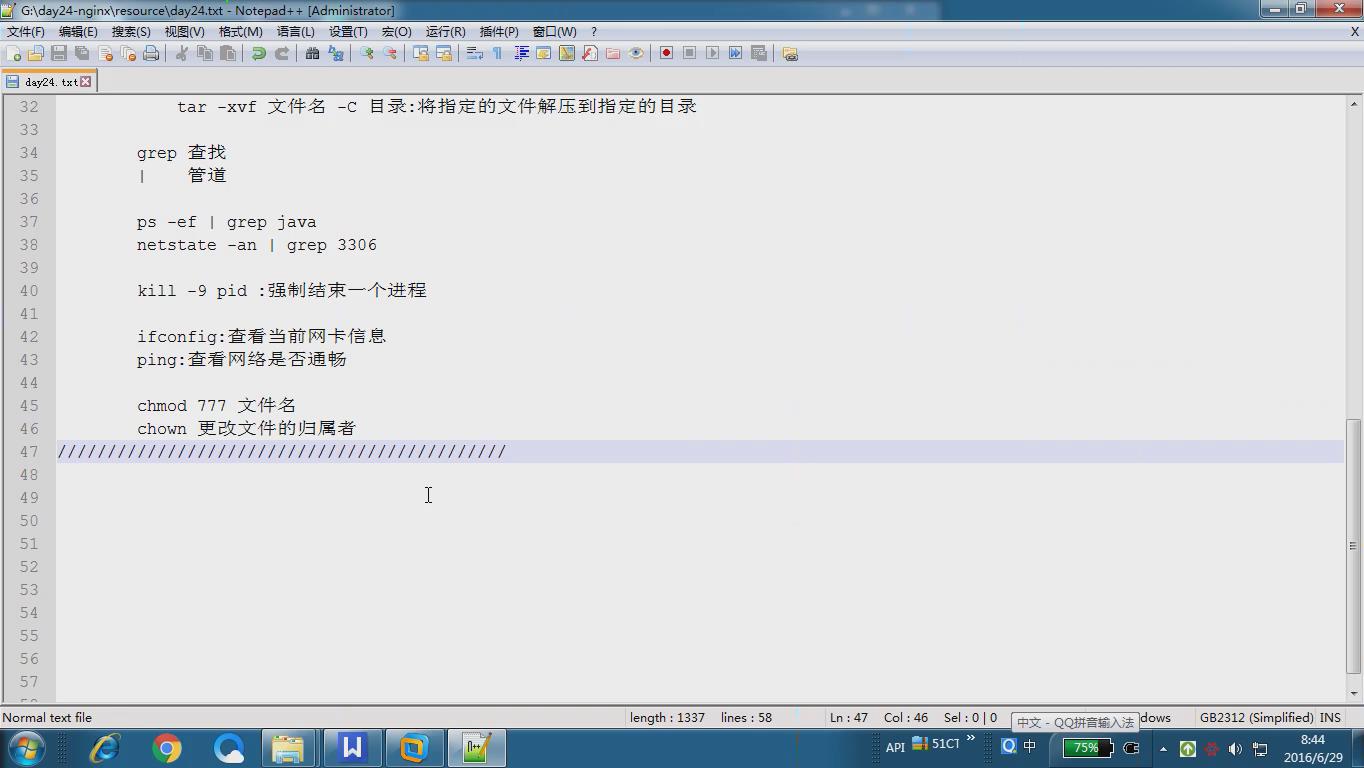 G:\day24-nginx\resource\day24.txt - Notepad++ [Administrator]
文件(F) 编辑(E) 搜索(S) 视图(V) 格式(M) 语言(L) 设置(T) 宏(O) 运行(R) 插件(P) 窗口(W) ? X
day24.txt
32 tar -xvf 文件名 -C 目录:将指定的文件解压到指定的目录
33
34 grep 查找
35 | 管道
36
37 ps -ef | grep java
38 netstate -an | grep 3306
39
40 kill -9 pid :强制结束一个进程
41
42 ifconfig:查看当前网卡信息
43 ping:查看网络是否通畅
44
45 chmod 777 文件名
46 chown 更改文件的归属者
47 /////////////////////////////////////////////
48
49
50
51
52
53
54
55
56
57
Normal text file length : 1337 lines : 58 Ln : 47 Col : 46 Sel : 0 | 0 dows GB2312 (Simplified) INS
中文 - QQ拼音输入法
API 51CT » 中 75% 8:44
2016/6/29